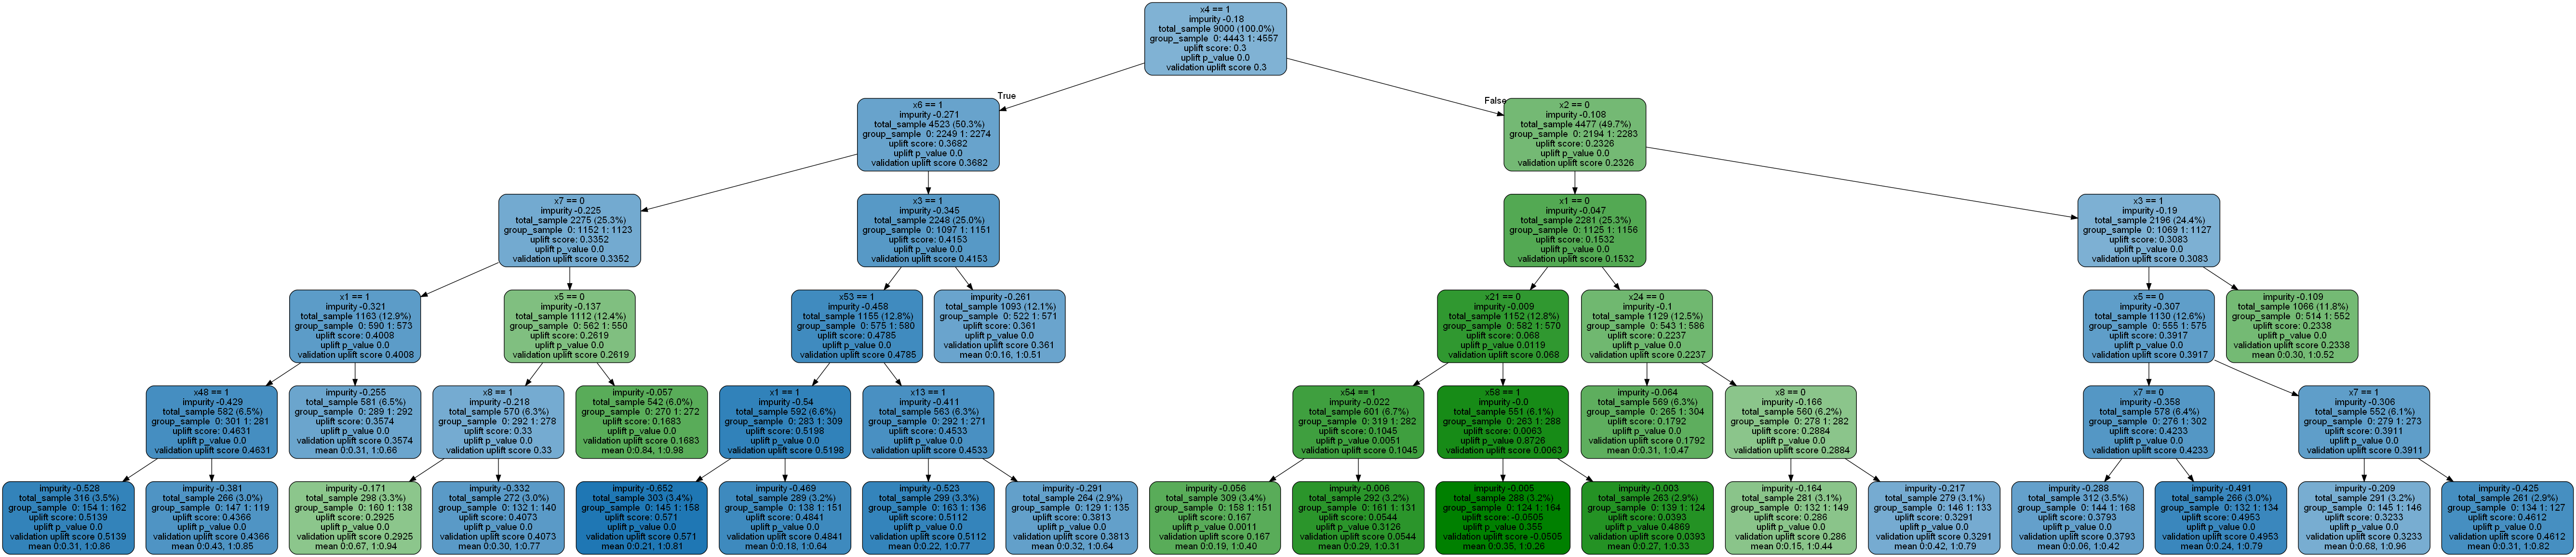 x4 == 1
impurity -0.18
total_sample 9000 (100.0%)
group_sample 0: 4443 1: 4557
uplift score: 0.3
uplift p_value 0.0
validation uplift score 0.3
True
False
x6 == 1
impurity -0.271
total_sample 4523 (50.3%)
group_sample 0: 2249 1: 2274
uplift score: 0.3682
uplift p_value 0.0
validation uplift score 0.3682
x2 == 0
impurity -0.108
total_sample 4477 (49.7%)
group_sample 0: 2194 1: 2283
uplift score: 0.2326
uplift p_value 0.0
validation uplift score 0.2326
x7 == 0
impurity -0.225
total_sample 2275 (25.3%)
group_sample 0: 1152 1: 1123
uplift score: 0.3352
uplift p_value 0.0
validation uplift score 0.3352
x3 == 1
impurity -0.345
total_sample 2248 (25.0%)
group_sample 0: 1097 1: 1151
uplift score: 0.4153
uplift p_value 0.0
validation uplift score 0.4153
x1 == 0
impurity -0.047
total_sample 2281 (25.3%)
group_sample 0: 1125 1: 1156
uplift score: 0.1532
uplift p_value 0.0
validation uplift score 0.1532
x3 == 1
impurity -0.19
total_sample 2196 (24.4%)
group_sample 0: 1069 1: 1127
uplift score: 0.3083
uplift p_value 0.0
validation uplift score 0.3083
x1 == 1
impurity -0.321
total_sample 1163 (12.9%)
group_sample 0: 590 1: 573
uplift score: 0.4008
uplift p_value 0.0
validation uplift score 0.4008
x5 == 0
impurity -0.137
total_sample 1112 (12.4%)
group_sample 0: 562 1: 550
uplift score: 0.2619
uplift p_value 0.0
validation uplift score 0.2619
x53 == 1
impurity -0.458
total_sample 1155 (12.8%)
group_sample 0: 575 1: 580
uplift score: 0.4785
uplift p_value 0.0
validation uplift score 0.4785
impurity -0.261
total_sample 1093 (12.1%)
group_sample 0: 522 1: 571
uplift score: 0.361
uplift p_value 0.0
validation uplift score 0.361
mean 0:0.16, 1:0.51
x21 == 0
impurity -0.009
total_sample 1152 (12.8%)
group_sample 0: 582 1: 570
uplift score: 0.068
uplift p_value 0.0119
validation uplift score 0.068
x24 == 0
impurity -0.1
total_sample 1129 (12.5%)
group_sample 0: 543 1: 586
uplift score: 0.2237
uplift p_value 0.0
validation uplift score 0.2237
x5 == 0
impurity -0.307
total_sample 1130 (12.6%)
group_sample 0: 555 1: 575
uplift score: 0.3917
uplift p_value 0.0
validation uplift score 0.3917
impurity -0.109
total_sample 1066 (11.8%)
group_sample 0: 514 1: 552
uplift score: 0.2338
uplift p_value 0.0
validation uplift score 0.2338
mean 0:0.30, 1:0.52
x48 == 1
impurity -0.429
total_sample 582 (6.5%)
group_sample 0: 301 1: 281
uplift score: 0.4631
uplift p_value 0.0
validation uplift score 0.4631
impurity -0.255
total_sample 581 (6.5%)
group_sample 0: 289 1: 292
uplift score: 0.3574
uplift p_value 0.0
validation uplift score 0.3574
mean 0:0.31, 1:0.66
x8 == 1
impurity -0.218
total_sample 570 (6.3%)
group_sample 0: 292 1: 278
uplift score: 0.33
uplift p_value 0.0
validation uplift score 0.33
impurity -0.057
total_sample 542 (6.0%)
group_sample 0: 270 1: 272
uplift score: 0.1683
uplift p_value 0.0
validation uplift score 0.1683
mean 0:0.84, 1:0.98
x1 == 1
impurity -0.54
total_sample 592 (6.6%)
group_sample 0: 283 1: 309
uplift score: 0.5198
uplift p_value 0.0
validation uplift score 0.5198
x13 == 1
impurity -0.411
total_sample 563 (6.3%)
group_sample 0: 292 1: 271
uplift score: 0.4533
uplift p_value 0.0
validation uplift score 0.4533
x54 == 1
impurity -0.022
total_sample 601 (6.7%)
group_sample 0: 319 1: 282
uplift score: 0.1045
uplift p_value 0.0051
validation uplift score 0.1045
x58 == 1
impurity -0.0
total_sample 551 (6.1%)
group_sample 0: 263 1: 288
uplift score: 0.0063
uplift p_value 0.8726
validation uplift score 0.0063
impurity -0.064
total_sample 569 (6.3%)
group_sample 0: 265 1: 304
uplift score: 0.1792
uplift p_value 0.0
validation uplift score 0.1792
mean 0:0.31, 1:0.47
x8 == 0
impurity -0.166
total_sample 560 (6.2%)
group_sample 0: 278 1: 282
uplift score: 0.2884
uplift p_value 0.0
validation uplift score 0.2884
x7 == 0
impurity -0.358
total_sample 578 (6.4%)
group_sample 0: 276 1: 302
uplift score: 0.4233
uplift p_value 0.0
validation uplift score 0.4233
x7 == 1
impurity -0.306
total_sample 552 (6.1%)
group_sample 0: 279 1: 273
uplift score: 0.3911
uplift p_value 0.0
validation uplift score 0.3911
impurity -0.528
total_sample 316 (3.5%)
group_sample 0: 154 1: 162
uplift score: 0.5139
uplift p_value 0.0
validation uplift score 0.5139
mean 0:0.31, 1:0.86
impurity -0.381
total_sample 266 (3.0%)
group_sample 0: 147 1: 119
uplift score: 0.4366
uplift p_value 0.0
validation uplift score 0.4366
mean 0:0.43, 1:0.85
impurity -0.171
total_sample 298 (3.3%)
group_sample 0: 160 1: 138
uplift score: 0.2925
uplift p_value 0.0
validation uplift score 0.2925
mean 0:0.67, 1:0.94
impurity -0.332
total_sample 272 (3.0%)
group_sample 0: 132 1: 140
uplift score: 0.4073
uplift p_value 0.0
validation uplift score 0.4073
mean 0:0.30, 1:0.77
impurity -0.652
total_sample 303 (3.4%)
group_sample 0: 145 1: 158
uplift score: 0.571
uplift p_value 0.0
validation uplift score 0.571
mean 0:0.21, 1:0.81
impurity -0.469
total_sample 289 (3.2%)
group_sample 0: 138 1: 151
uplift score: 0.4841
uplift p_value 0.0
validation uplift score 0.4841
mean 0:0.18, 1:0.64
impurity -0.523
total_sample 299 (3.3%)
group_sample 0: 163 1: 136
uplift score: 0.5112
uplift p_value 0.0
validation uplift score 0.5112
mean 0:0.22, 1:0.77
impurity -0.291
total_sample 264 (2.9%)
group_sample 0: 129 1: 135
uplift score: 0.3813
uplift p_value 0.0
validation uplift score 0.3813
mean 0:0.32, 1:0.64
impurity -0.056
total_sample 309 (3.4%)
group_sample 0: 158 1: 151
uplift score: 0.167
uplift p_value 0.0011
validation uplift score 0.167
mean 0:0.19, 1:0.40
impurity -0.006
total_sample 292 (3.2%)
group_sample 0: 161 1: 131
uplift score: 0.0544
uplift p_value 0.3126
validation uplift score 0.0544
mean 0:0.29, 1:0.31
impurity -0.005
total_sample 288 (3.2%)
group_sample 0: 124 1: 164
uplift score: -0.0505
uplift p_value 0.355
validation uplift score -0.0505
mean 0:0.35, 1:0.26
impurity -0.003
total_sample 263 (2.9%)
group_sample 0: 139 1: 124
uplift score: 0.0393
uplift p_value 0.4869
validation uplift score 0.0393
mean 0:0.27, 1:0.33
impurity -0.164
total_sample 281 (3.1%)
group_sample 0: 132 1: 149
uplift score: 0.286
uplift p_value 0.0
validation uplift score 0.286
mean 0:0.15, 1:0.44
impurity -0.217
total_sample 279 (3.1%)
group_sample 0: 146 1: 133
uplift score: 0.3291
uplift p_value 0.0
validation uplift score 0.3291
mean 0:0.42, 1:0.79
impurity -0.288
total_sample 312 (3.5%)
group_sample 0: 144 1: 168
uplift score: 0.3793
uplift p_value 0.0
validation uplift score 0.3793
mean 0:0.06, 1:0.42
impurity -0.491
total_sample 266 (3.0%)
group_sample 0: 132 1: 134
uplift score: 0.4953
uplift p_value 0.0
validation uplift score 0.4953
mean 0:0.24, 1:0.79
impurity -0.209
total_sample 291 (3.2%)
group_sample 0: 145 1: 146
uplift score: 0.3233
uplift p_value 0.0
validation uplift score 0.3233
mean 0:0.68, 1:0.96
impurity -0.425
total_sample 261 (2.9%)
group_sample 0: 134 1: 127
uplift score: 0.4612
uplift p_value 0.0
validation uplift score 0.4612
mean 0:0.31, 1:0.82